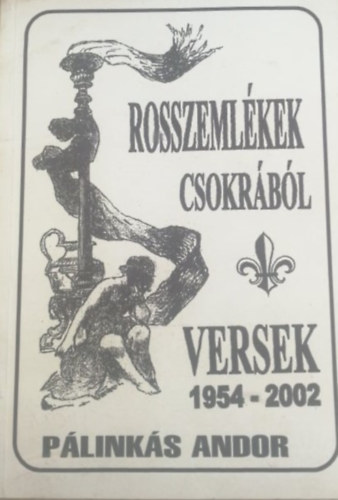 ROSSZEMLÉKEK
CSOKRÁBÓL
VERSEK
1954-2002
PÁLINKÁS ANDOR